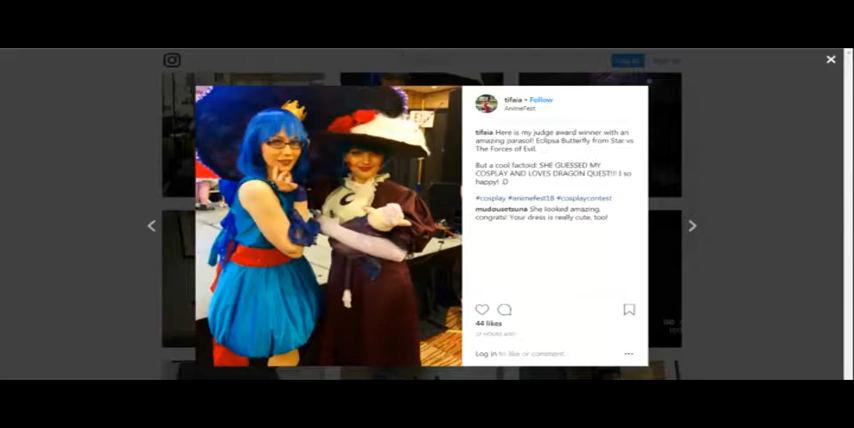 tifaia • Follow
AnimeFest
tifaia Here is my judge award winner with an
amazing parasol! Eclipsa Butterfly from Star vs
The Forces of Evil.
But a cool factoid: SHE GUESSED MY
COSPLAY AND LOVES DRAGON QUEST!!! I so
happy! :D
#cosplay #animefest18 #cosplaycontest
mudousetsuna She looked amazing,
congrats! Your dress is really cute, too!
44 likes
HOURS AGO
Log in to like or comment.